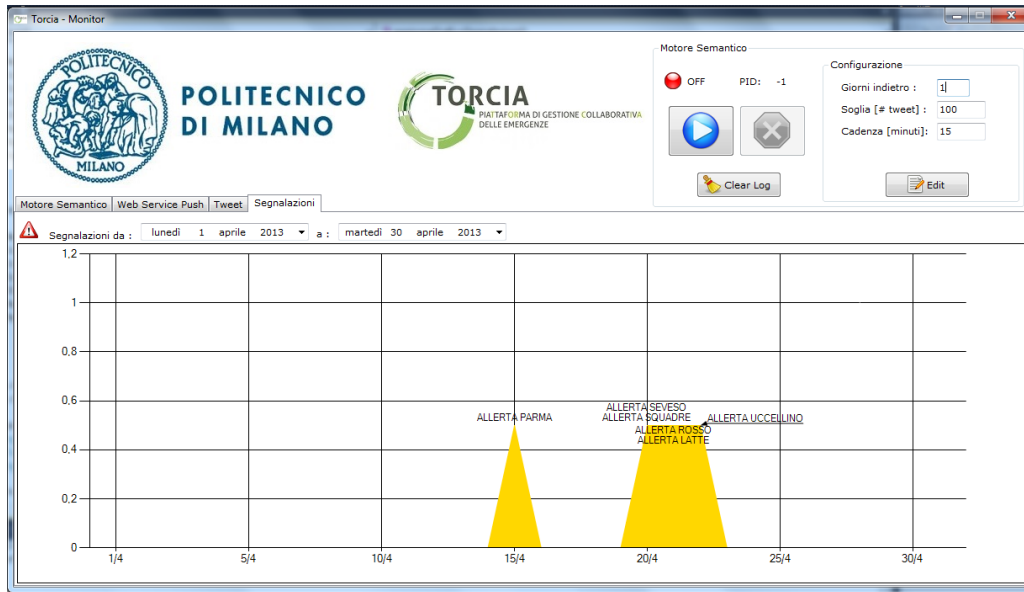 Torcia - Monitor
POLITECNICO
MILANO
POLITECNICO
DI MILANO
TORCIA
PIATTAFORMA DI GESTIONE COLLABORATIVA
DELLE EMERGENZE
Motore Semantico
OFF PID: -1
Clear Log
Configurazione
Giorni indietro : 1
Soglia [# tweet] : 100
Cadenza [minuti]: 15
Edit
Motore Semantico Web Service Push Tweet Segnalazioni
Segnalazioni da : lunedì 1 aprile 2013 a : martedì 30 aprile 2013
1,2
1
0,8
0,6
0,4
0,2
0
ALLERTA PARMA
ALLERTA SEVESO
ALLERTA SQUADRE
ALLERTA UCCELLINO
ALLERTA ROSSO
ALLERTA LATTE
1/4 5/4 10/4 15/4 20/4 25/4 30/4